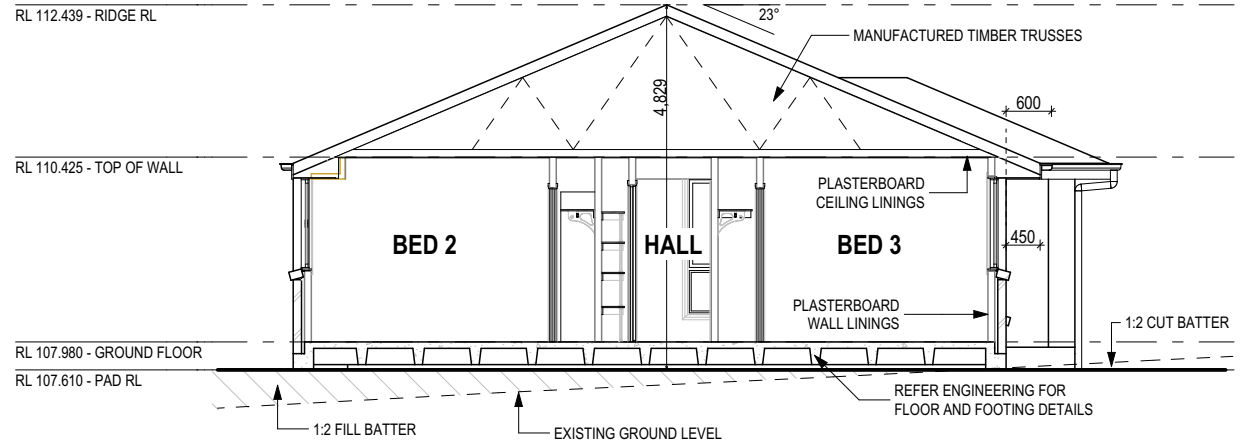 RL 112.439 - RIDGE RL
23°
MANUFACTURED TIMBER TRUSSES
4,829
600
RL 110.425 - TOP OF WALL
PLASTERBOARD
CEILING LININGS
BED 2
HALL
BED 3
450
PLASTERBOARD
WALL LININGS
1:2 CUT BATTER
RL 107.980 - GROUND FLOOR
RL 107.610 - PAD RL
REFER ENGINEERING FOR
FLOOR AND FOOTING DETAILS
1:2 FILL BATTER
EXISTING GROUND LEVEL